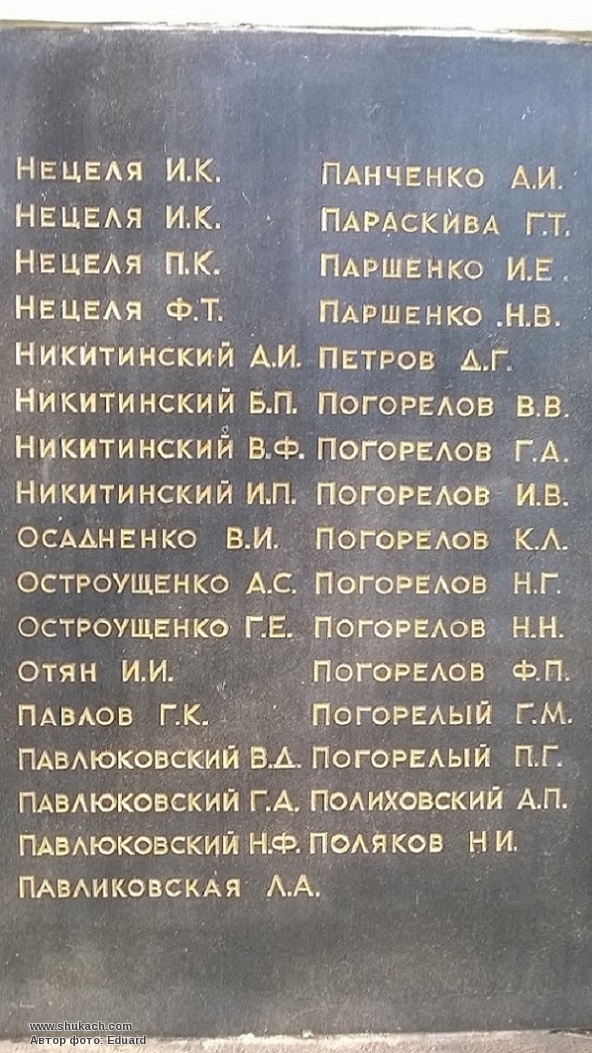 НЕЦЕЛЯ И.К.
НЕЦЕЛЯ И.К.
НЕЦЕЛЯ П.К.
НЕЦЕЛЯ Ф.Т.
НИКИТИНСКИЙ А.И.
НИКИТИНСКИЙ Б.П.
НИКИТИНСКИЙ В.Ф.
НИКИТИНСКИЙ И.П.
ОСАДНЕНКО В.И.
ОСТРОУЩЕНКО А.С.
ОСТРОУЩЕНКО Г.Е.
ОТЯН И.И.
ПАВЛОВ Г.К.
ПАВЛЮКОВСКИЙ В.Д.
ПАВЛЮКОВСКИЙ Г.А.
ПАВЛЮКОВСКИЙ Н.Ф.
ПАВЛИКОВСКАЯ Л.А.
ПАНЧЕНКО А.И.
ПАРАСКИВА Г.Т.
ПАРШЕНКО И.Е.
ПАРШЕНКО .Н.В.
ПЕТРОВ Д.Г.
ПОГОРЕЛОВ В.В.
ПОГОРЕЛОВ Г.А.
ПОГОРЕЛОВ И.В.
ПОГОРЕЛОВ К.Л.
ПОГОРЕЛОВ Н.Г.
ПОГОРЕЛОВ Н.Н.
ПОГОРЕЛОВ Ф.П.
ПОГОРЕЛЫЙ Г.М.
ПОГОРЕЛЫЙ П.Г.
ПОЛИХОВСКИЙ А.П.
ПОЛЯКОВ Н И.
www.shukach.com
Автор фото: Eduard